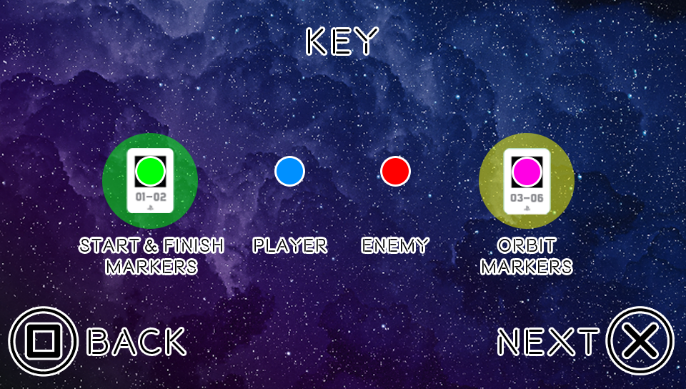 KEY
01-02
03-06
START & FINISH
MARKERS
PLAYER
ENEMY
ORBIT
MARKERS
BACK
NEXT